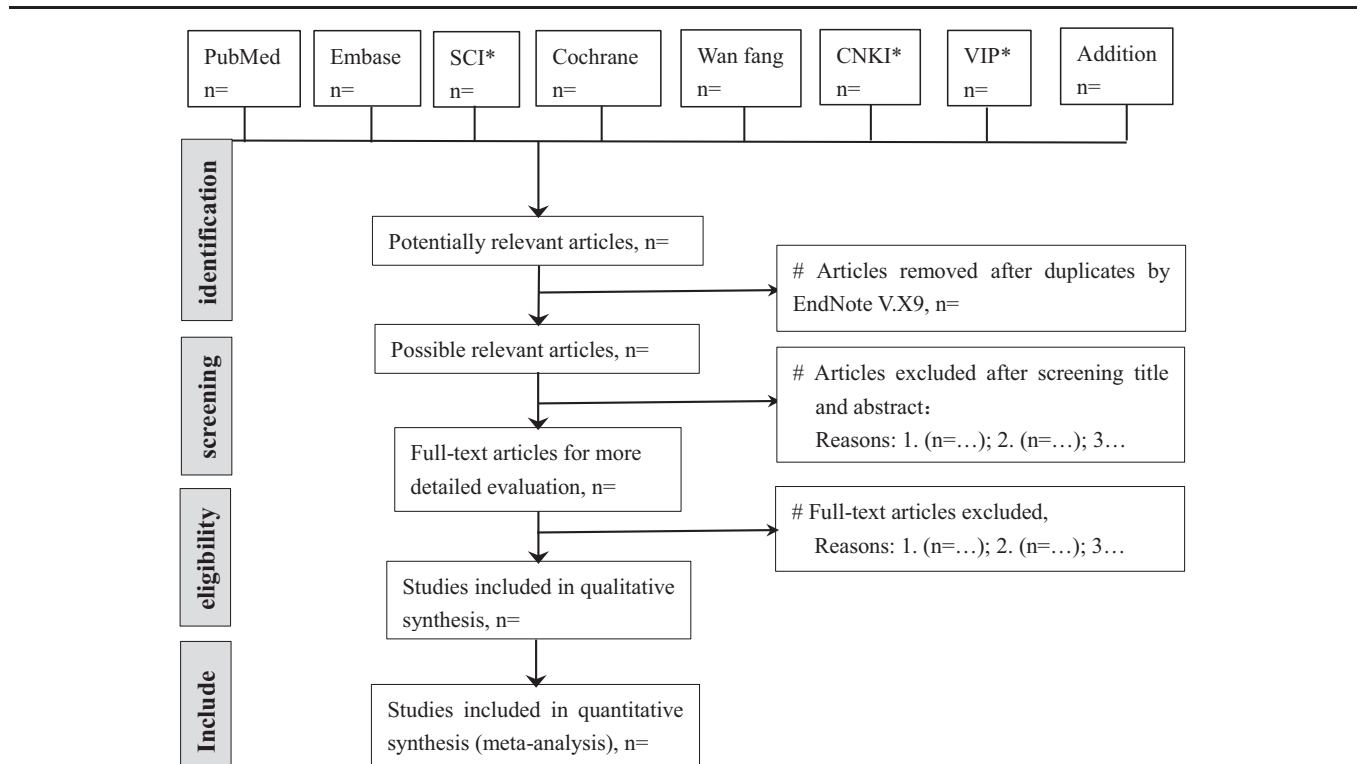 PubMed
n=
Embase
n=
SCI*
n=
Cochrane
n=
Wan fang
n=
CNKI*
n=
VIP*
n=
Addition
n=
identification
Potentially relevant articles, n=
# Articles removed after duplicates by
EndNote V.X9, n=
Possible relevant articles, n=
screening
# Articles excluded after screening title
and abstract：
Reasons: 1. (n=…); 2. (n=…); 3…
Full-text articles for more
detailed evaluation, n=
eligibility
# Full-text articles excluded,
Reasons: 1. (n=…); 2. (n=…); 3…
Studies included in qualitative
synthesis, n=
Include
Studies included in quantitative
synthesis (meta-analysis), n=